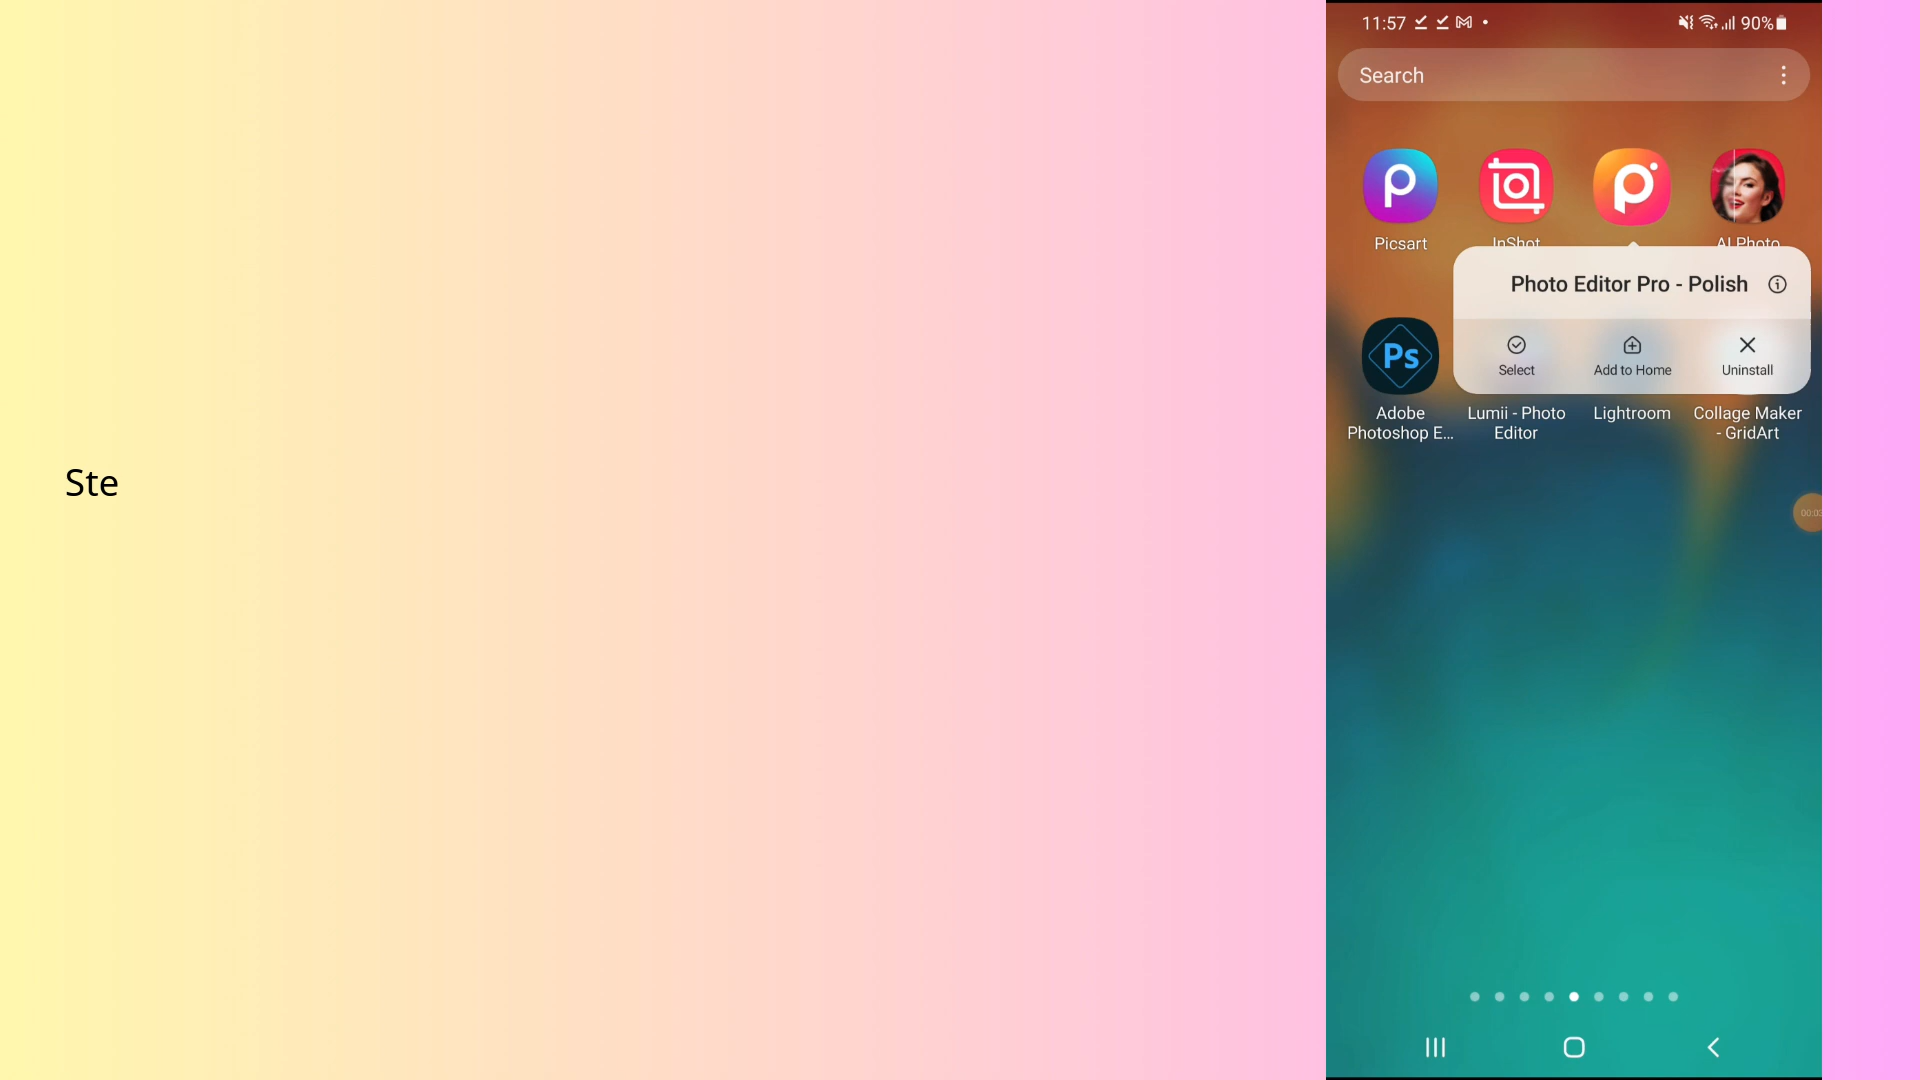 11:57
90%
Search
Picsart
InShot
AI Photo
Photo Editor Pro - Polish
Select
Add to Home
Uninstall
Ps
Adobe
Photoshop E...
Lumii - Photo
Editor
Lightroom
Collage Maker
- GridArt
Ste